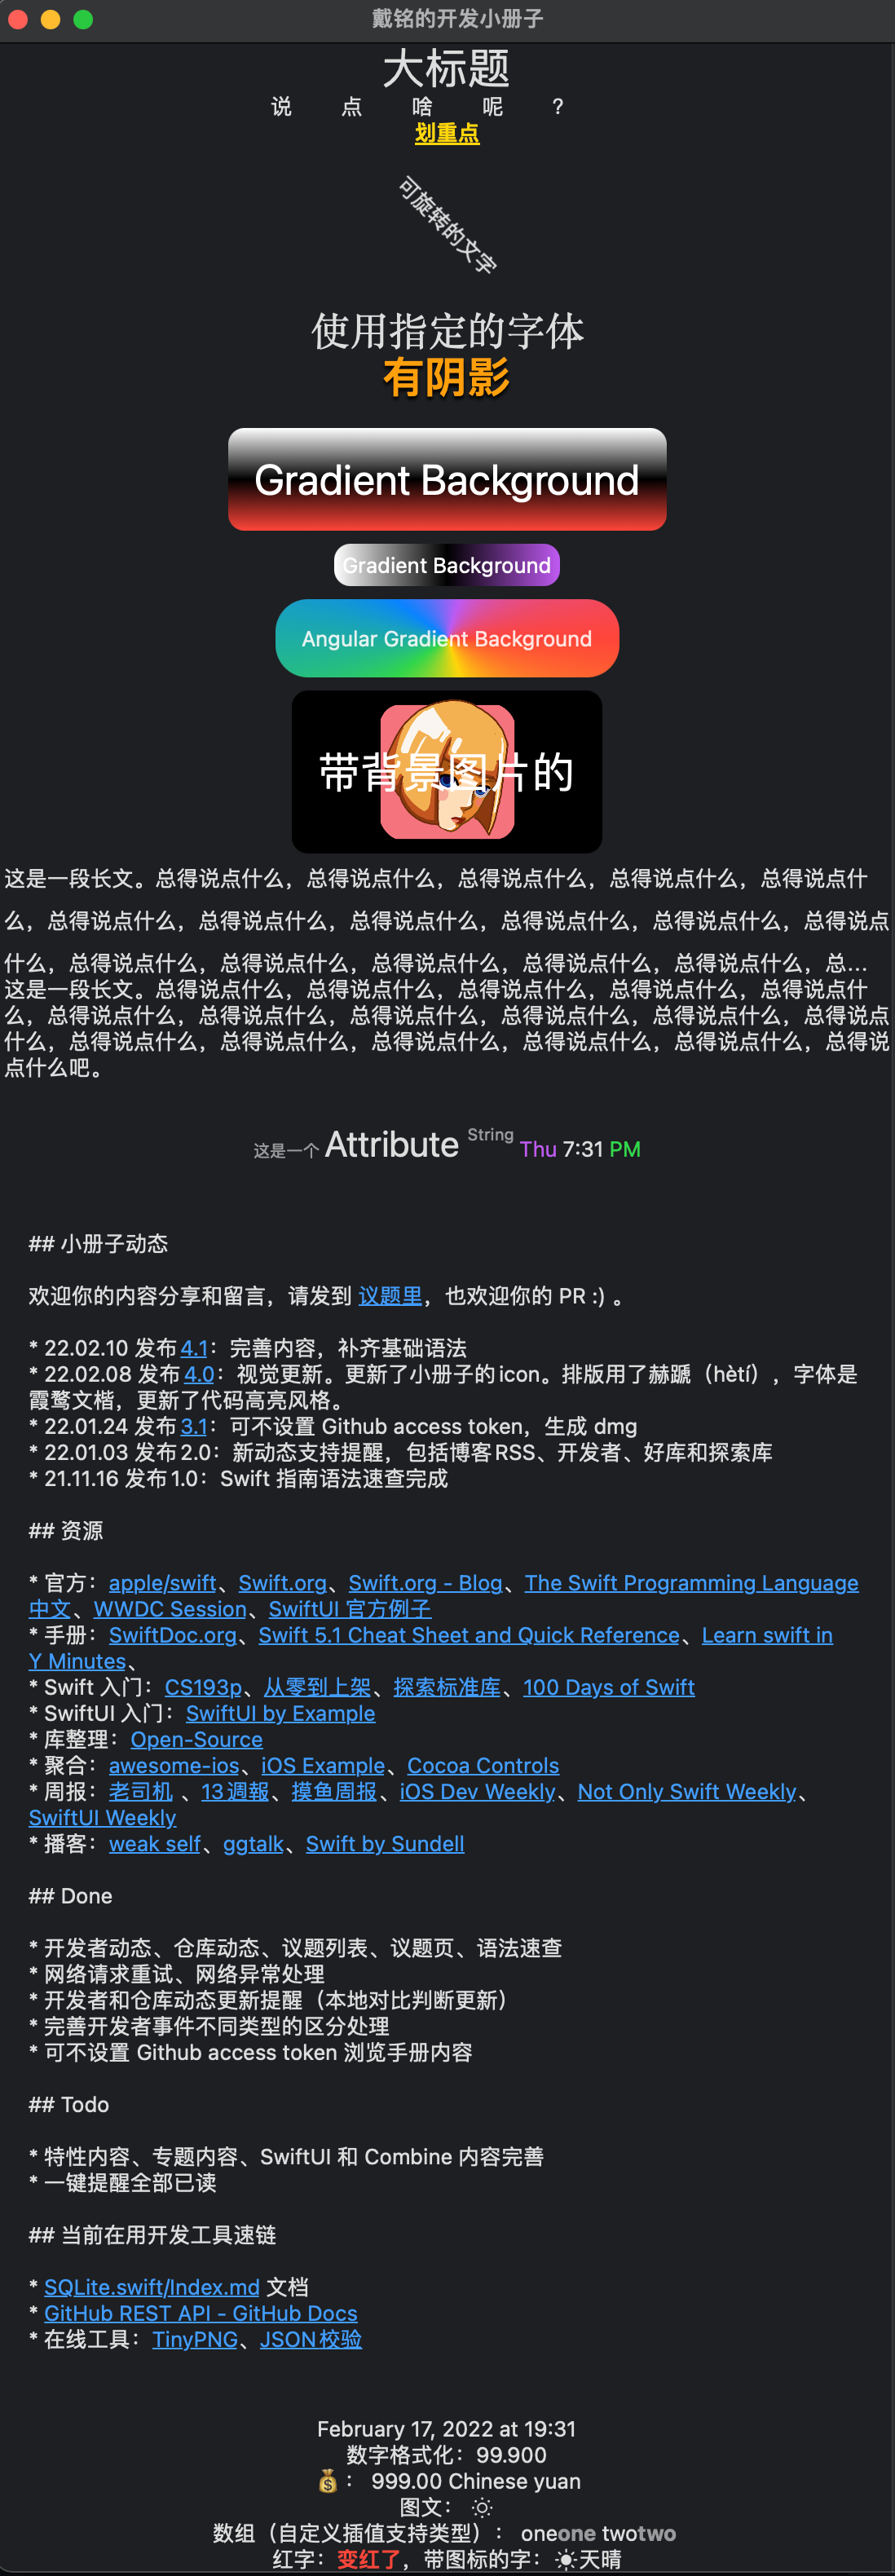 戴铭的开发小册子
大标题
说 点 啥 呢 ?
划重点
可旋转的文字
使用指定的字体
有阴影
Gradient Background
Gradient Background
Angular Gradient Background
带背景图片的
这是一段长文。总得说点什么，总得说点什么，总得说点什么，总得说点什么，总得说点什
么，总得说点什么，总得说点什么，总得说点什么，总得说点什么，总得说点什么，总得说点
什么，总得说点什么，总得说点什么，总得说点什么，总得说点什么，总得说点什么，总...
这是一段长文。总得说点什么，总得说点什么，总得说点什么，总得说点什么，总得说点什
么，总得说点什么，总得说点什么，总得说点什么，总得说点什么，总得说点什么，总得说点
什么，总得说点什么，总得说点什么，总得说点什么，总得说点什么，总得说点什么，总得说
点什么吧。
这是一个 Attribute String Thu 7:31 PM
## 小册子动态
欢迎你的内容分享和留言，请发到 议题里，也欢迎你的 PR :) 。
* 22.02.10 发布4.1：完善内容，补齐基础语法
* 22.02.08 发布4.0：视觉更新。更新了小册子的icon。排版用了赫蹏（hètí），字体是
霞鹜文楷，更新了代码高亮风格。
* 22.01.24 发布3.1：可不设置 Github access token，生成 dmg
* 22.01.03 发布2.0：新动态支持提醒，包括博客RSS、开发者、好库和探索库
* 21.11.16 发布1.0：Swift 指南语法速查完成
## 资源
* 官方：apple/swift、Swift.org、Swift.org - Blog、The Swift Programming Language
中文、WWDC Session、SwiftUI 官方例子
* 手册：SwiftDoc.org、Swift 5.1 Cheat Sheet and Quick Reference、Learn swift in
Y Minutes、
* Swift 入门：CS193p、从零到上架、探索标准库、100 Days of Swift
* SwiftUI 入门：SwiftUI by Example
* 库整理：Open-Source
* 聚合：awesome-ios、iOS Example、Cocoa Controls
* 周报：老司机 、13週報、摸鱼周报、iOS Dev Weekly、Not Only Swift Weekly、
SwiftUI Weekly
* 播客：weak self、ggtalk、Swift by Sundell
## Done
* 开发者动态、仓库动态、议题列表、议题页、语法速查
* 网络请求重试、网络异常处理
* 开发者和仓库动态更新提醒（本地对比判断更新）
* 完善开发者事件不同类型的区分处理
* 可不设置 Github access token 浏览手册内容
## Todo
* 特性内容、专题内容、SwiftUI 和 Combine 内容完善
* 一键提醒全部已读
## 当前在用开发工具速链
* SQLite.swift/Index.md 文档
* GitHub REST API - GitHub Docs
* 在线工具：TinyPNG、JSON校验
February 17, 2022 at 19:31
数字格式化：99.900
💰： 999.00 Chinese yuan
图文： ☼
数组（自定义插值支持类型）： oneone twotwo
红字：变红了，带图标的字：☀天晴